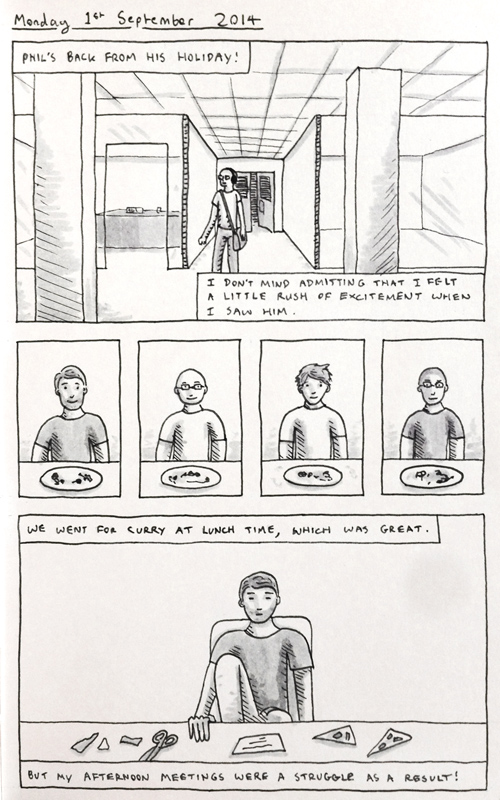 Monday 1st September 2014
PHIL'S BACK FROM HIS HOLIDAY!
I DON'T MIND ADMITTING THAT I FELT
A LITTLE RUSH OF EXCITEMENT WHEN
I SAW HIM.
WE WENT FOR CURRY AT LUNCH TIME, WHICH WAS GREAT.
BUT MY AFTERNOON MEETINGS WERE A STRUGGLE AS A RESULT!